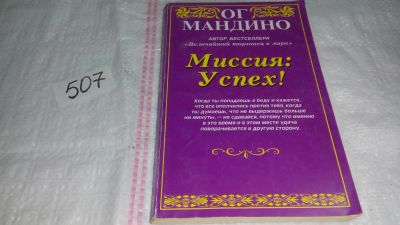 507
ОГ
МАНДИНО
АВТОР БЕСТСЕЛЛЕРА
«Величайший торговец в мире»
Миссия:
Успех!
Когда ты попадаешь в беду и кажется,
что все ополчились против тебя, когда
ты думаешь, что не выдержишь больше
ни минуты, — не сдавайся, потому что именно
в это время и в этом месте удача
поворачивается в другую сторону.